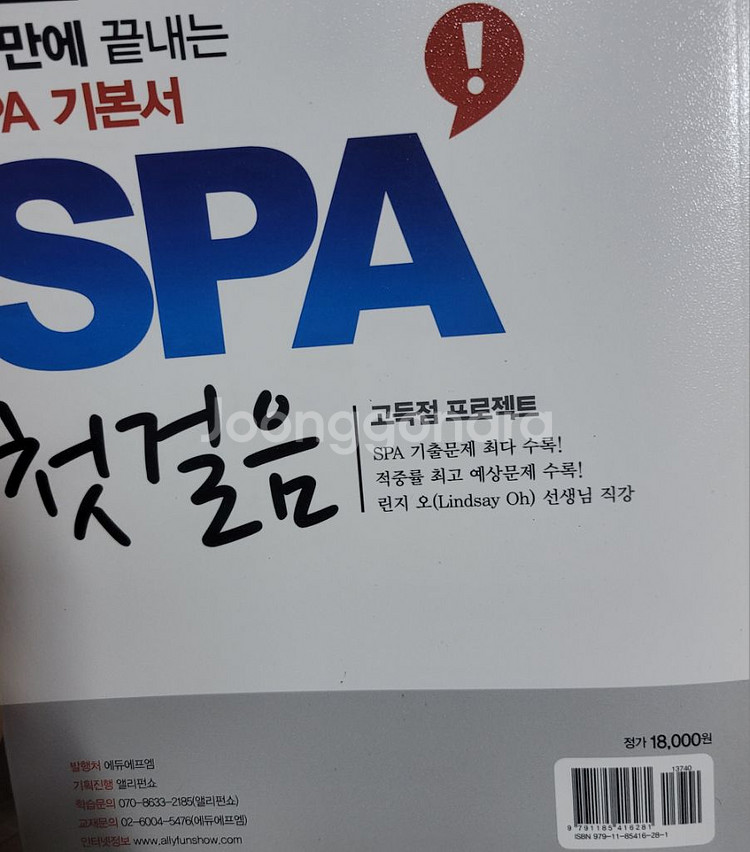 만에 끝내는
PA 기본서
!
SPA
첫걸음
고득점 프로젝트
SPA 기출문제 최다 수록!
적중률 최고 예상문제 수록!
린지 오(Lindsay Oh) 선생님 직강
Joonggonara
정가 18,000원
발행처 에듀에프엠
기획진행 앨리펀쇼
학습문의 070-8633-2185(앨리펀쇼)
교재문의 02-6004-5476(에듀에프엠)
인터넷정보 www.allyfunshow.com
13740
9 791185 416281
ISBN 979-11-85416-28-1